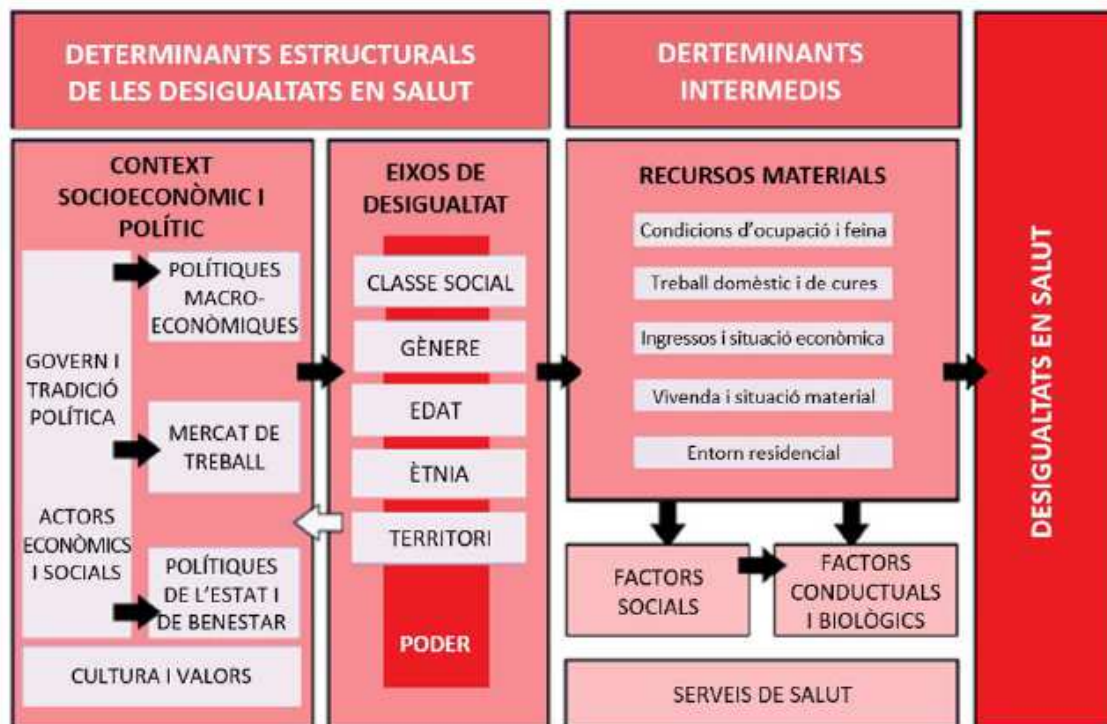 DETERMINANTS ESTRUCTURALS
DE LES DESIGUALTATS EN SALUT
DERTEMINANTS
INTERMEDIS
CONTEXT
SOCIOECONÒMIC I
POLÍTIC
GOVERN I
TRADICIÓ
POLÍTICA
ACTORS
ECONÒMICS
I SOCIALS
POLÍTIQUES
MACRO-
ECONÒMIQUES
MERCAT DE
TREBALL
POLÍTIQUES
DE L'ESTAT I
DE BENESTAR
CULTURA I VALORS
EIXOS DE
DESIGUALTAT
CLASSE SOCIAL
GÈNERE
EDAT
ÈTNIA
TERRITORI
PODER
RECURSOS MATERIALS
Condicions d'ocupació i feina
Treball domèstic i de cures
Ingressos i situació econòmica
Vivenda i situació material
Entorn residencial
FACTORS
SOCIALS
FACTORS
CONDUCTUALS
I BIOLÒGICS
SERVEIS DE SALUT
DESIGUALTATS EN SALUT